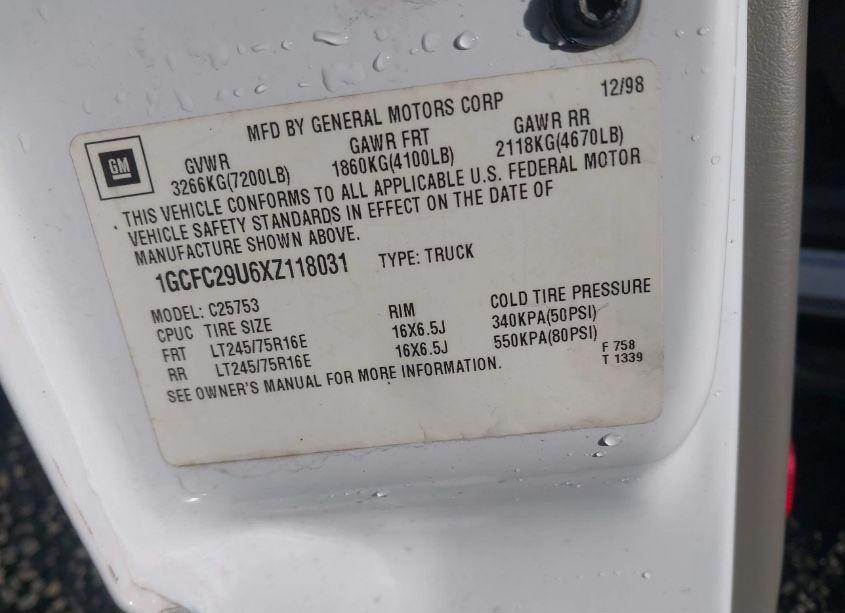 MFD BY GENERAL MOTORS CORP 12/98
GM
GVWR GAWR FRT GAWR RR
3266KG(7200LB) 1860KG(4100LB) 2118KG(4670LB)
THIS VEHICLE CONFORMS TO ALL APPLICABLE U.S. FEDERAL MOTOR
VEHICLE SAFETY STANDARDS IN EFFECT ON THE DATE OF
MANUFACTURE SHOWN ABOVE.
1GCFC29U6XZ118031 TYPE: TRUCK
MODEL: C25753
CPUC TIRE SIZE RIM COLD TIRE PRESSURE
FRT LT245/75R16E 16X6.5J 340KPA(50PSI)
RR LT245/75R16E 16X6.5J 550KPA(80PSI)
SEE OWNER'S MANUAL FOR MORE INFORMATION.
F 758
T 1339